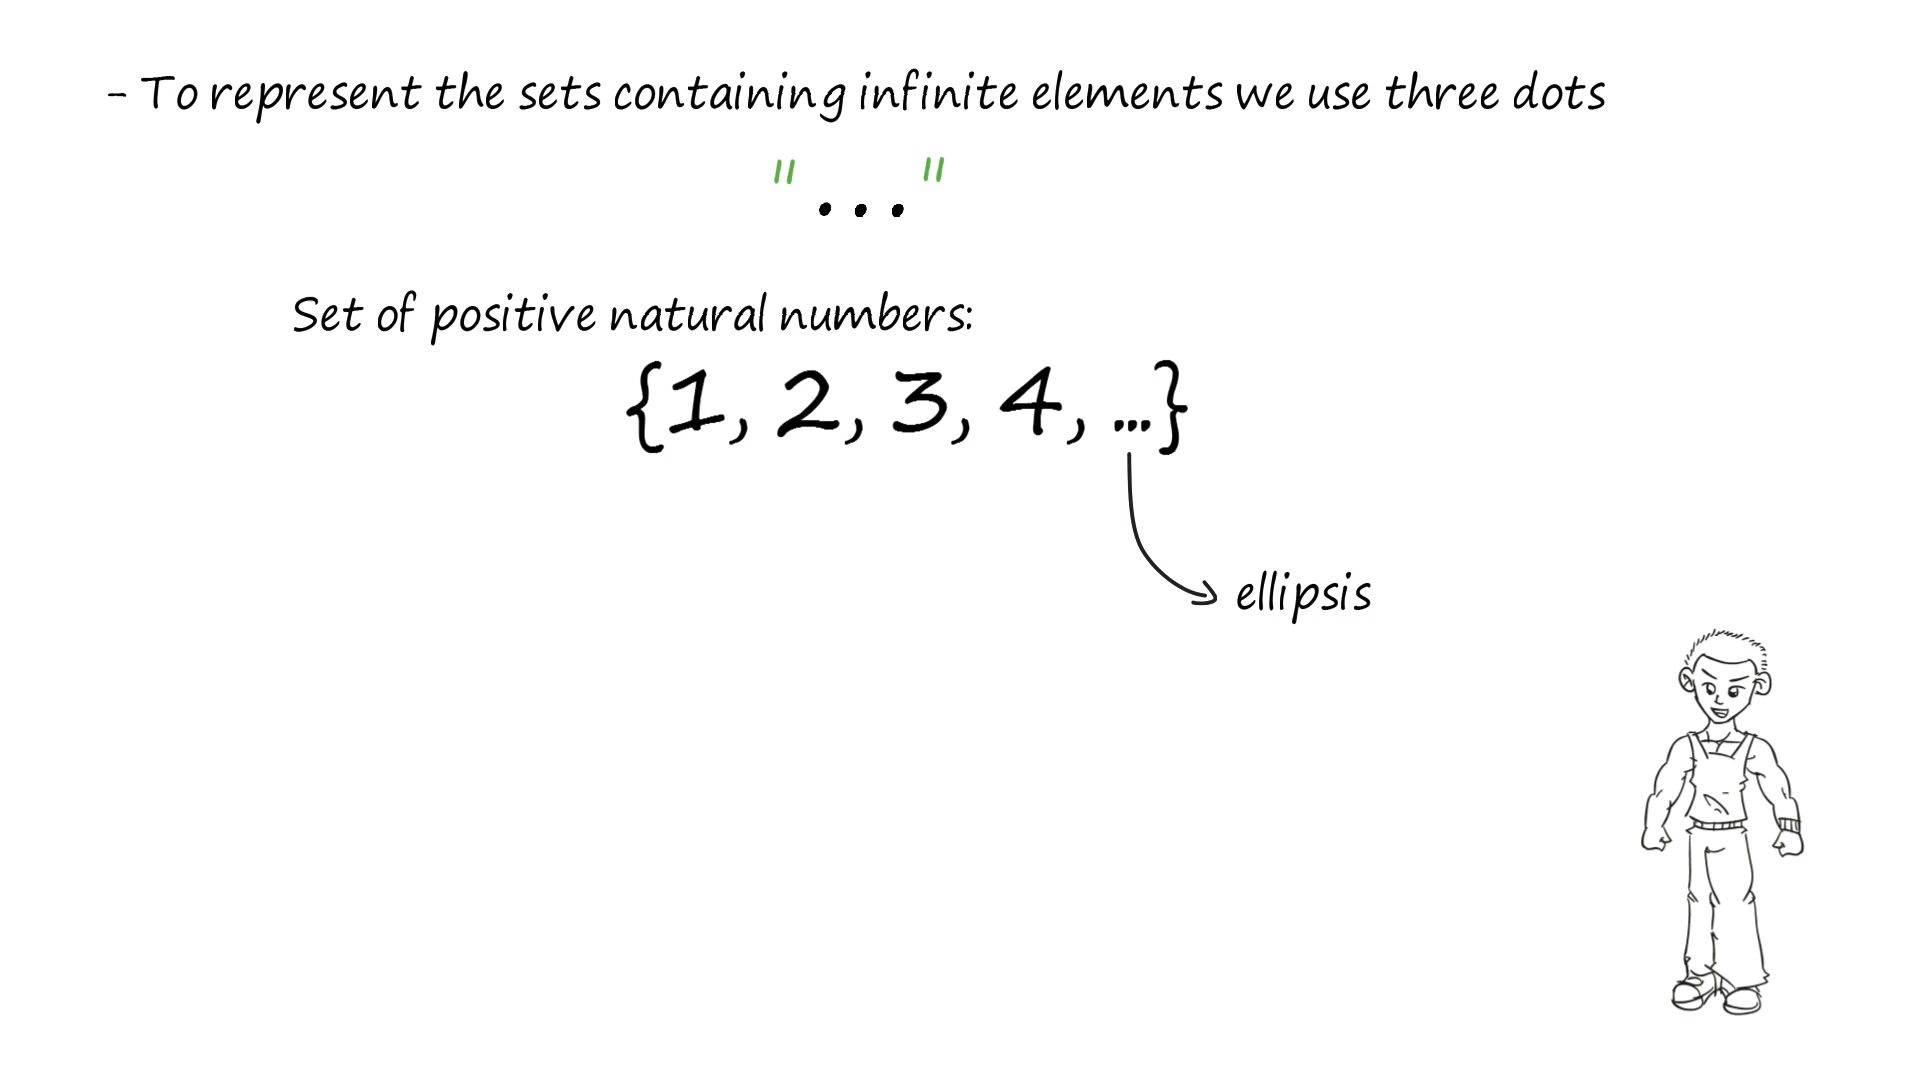 - To represent the sets containing infinite elements we use three dots
"..."
Set of positive natural numbers:
{1, 2, 3, 4, ...}
ellipsis